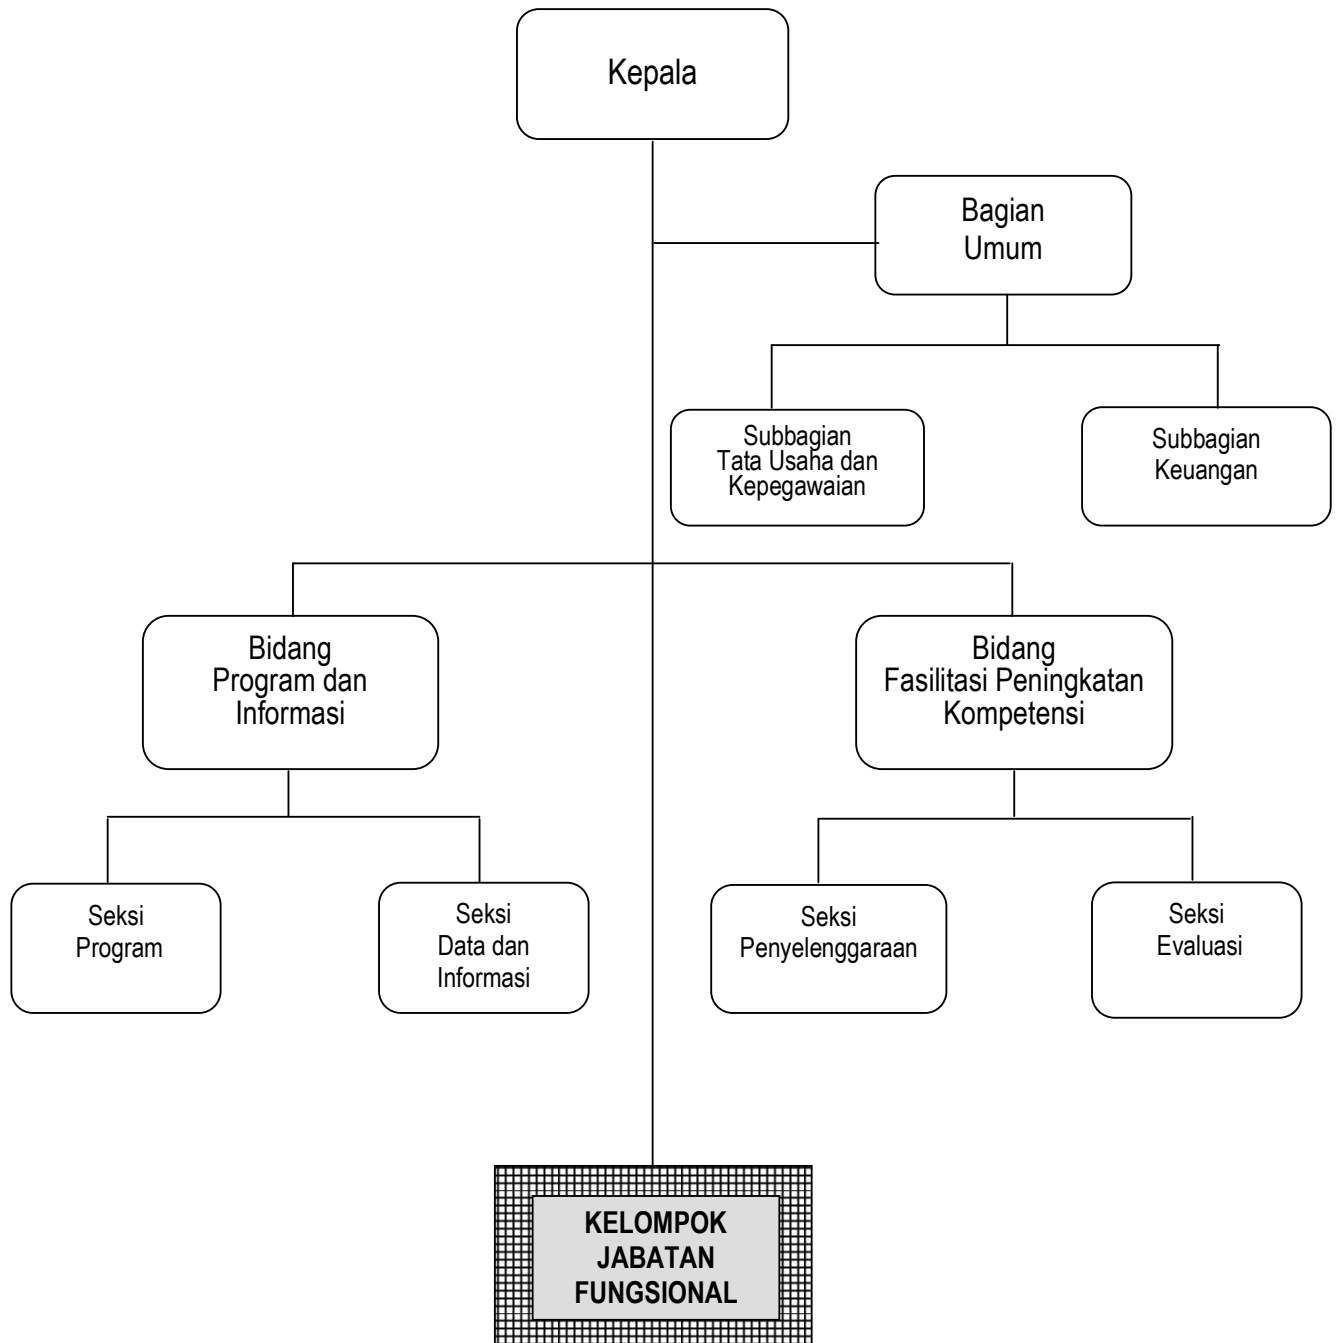 Kepala
Bagian
Umum
Subbagian
Tata Usaha dan
Kepegawaian
Subbagian
Keuangan
Bidang
Program dan
Informasi
Bidang
Fasilitasi Peningkatan
Kompetensi
Seksi
Program
Seksi
Data dan
Informasi
Seksi
Penyelenggaraan
Seksi
Evaluasi
KELOMPOK
JABATAN
FUNGSIONAL